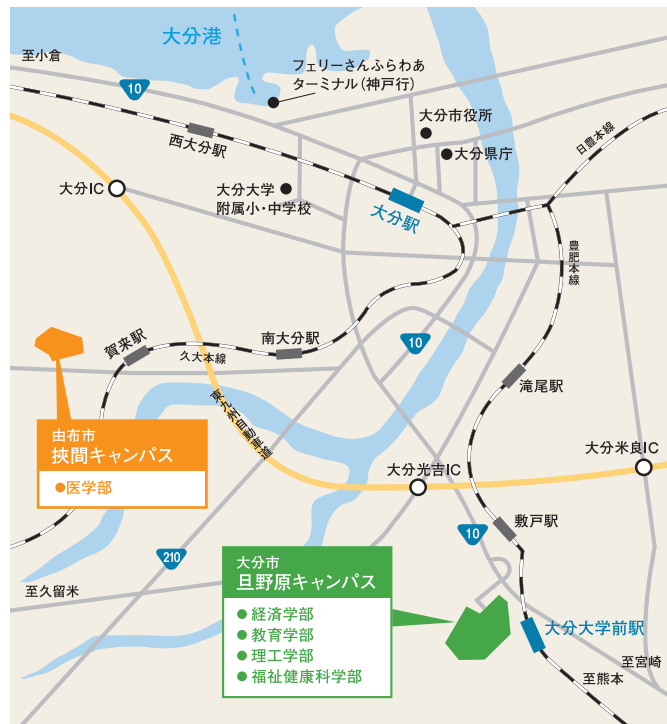 大分港
至小倉
フェリーさんふらわあ
ターミナル(神戸行)
10
大分市役所
西大分駅
大分県庁
日豊本線
大分IC
大分大学
附属小・中学校
大分駅
豊肥本線
賀来駅
久大本線
南大分駅
10
滝尾駅
東九州自動車道
由布市
挾間キャンパス
●医学部
大分光吉IC
大分米良IC
10
敷戸駅
210
大分市
旦野原キャンパス
●経済学部
●教育学部
●理工学部
●福祉健康科学部
至久留米
大分大学前駅
至宮崎
至熊本